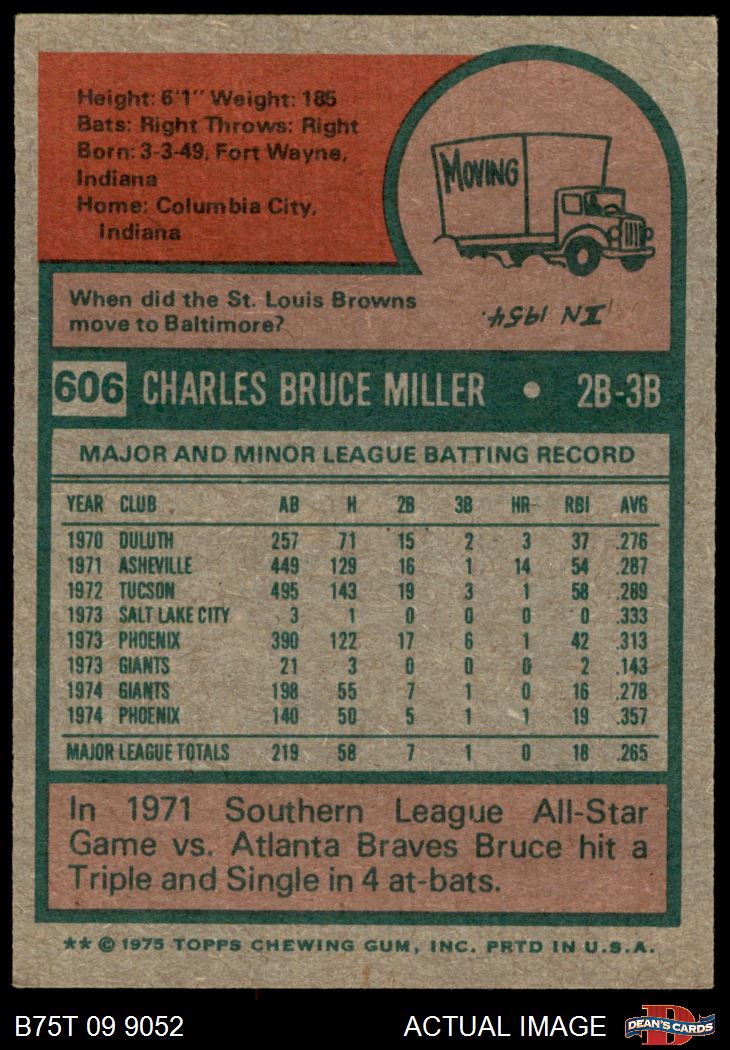 Height: 6'1" Weight: 185
Bats: Right Throws: Right
Born: 3-3-49, Fort Wayne,
Indiana
Home: Columbia City,
Indiana
MOVING
When did the St. Louis Browns
move to Baltimore?
IN 1954.
606 CHARLES BRUCE MILLER • 2B-3B
MAJOR AND MINOR LEAGUE BATTING RECORD
YEAR CLUB AB H 2B 3B HR RBI AVG
1970 DULUTH 257 71 15 2 3 37 .276
1971 ASHEVILLE 449 129 16 1 14 54 .287
1972 TUCSON 495 143 19 3 1 58 .289
1973 SALT LAKE CITY 3 1 0 0 0 0 .333
1973 PHOENIX 390 122 17 6 1 42 .313
1973 GIANTS 21 3 0 0 0 2 .143
1974 GIANTS 198 55 7 1 0 16 .278
1974 PHOENIX 140 50 5 1 1 19 .357
MAJOR LEAGUE TOTALS 219 58 7 1 0 18 .265
In 1971 Southern League All-Star
Game vs. Atlanta Braves Bruce hit a
Triple and Single in 4 at-bats.
** © 1975 TOPPS CHEWING GUM, INC. PRTD IN U.S.A.
B75T 09 9052 ACTUAL IMAGE D DEAN'S CARDS